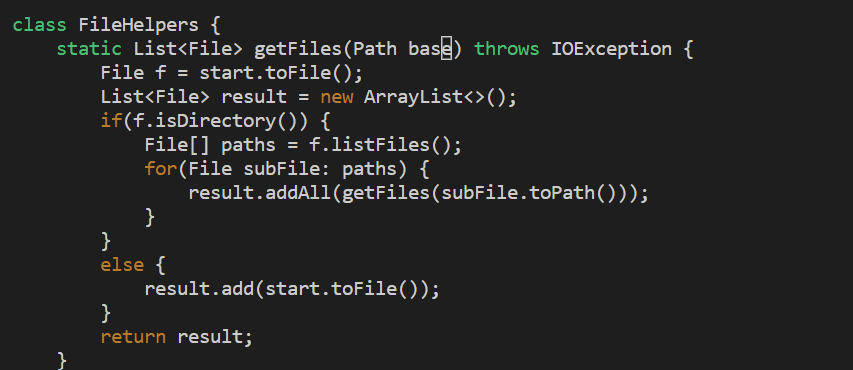 class FileHelpers {
    static List<File> getFiles(Path base) throws IOException {
        File f = start.toFile();
        List<File> result = new ArrayList<>();
        if(f.isDirectory()) {
            File[] paths = f.listFiles();
            for(File subFile: paths) {
                result.addAll(getFiles(subFile.toPath()));
            }
        }
        else {
            result.add(start.toFile());
        }
        return result;
    }